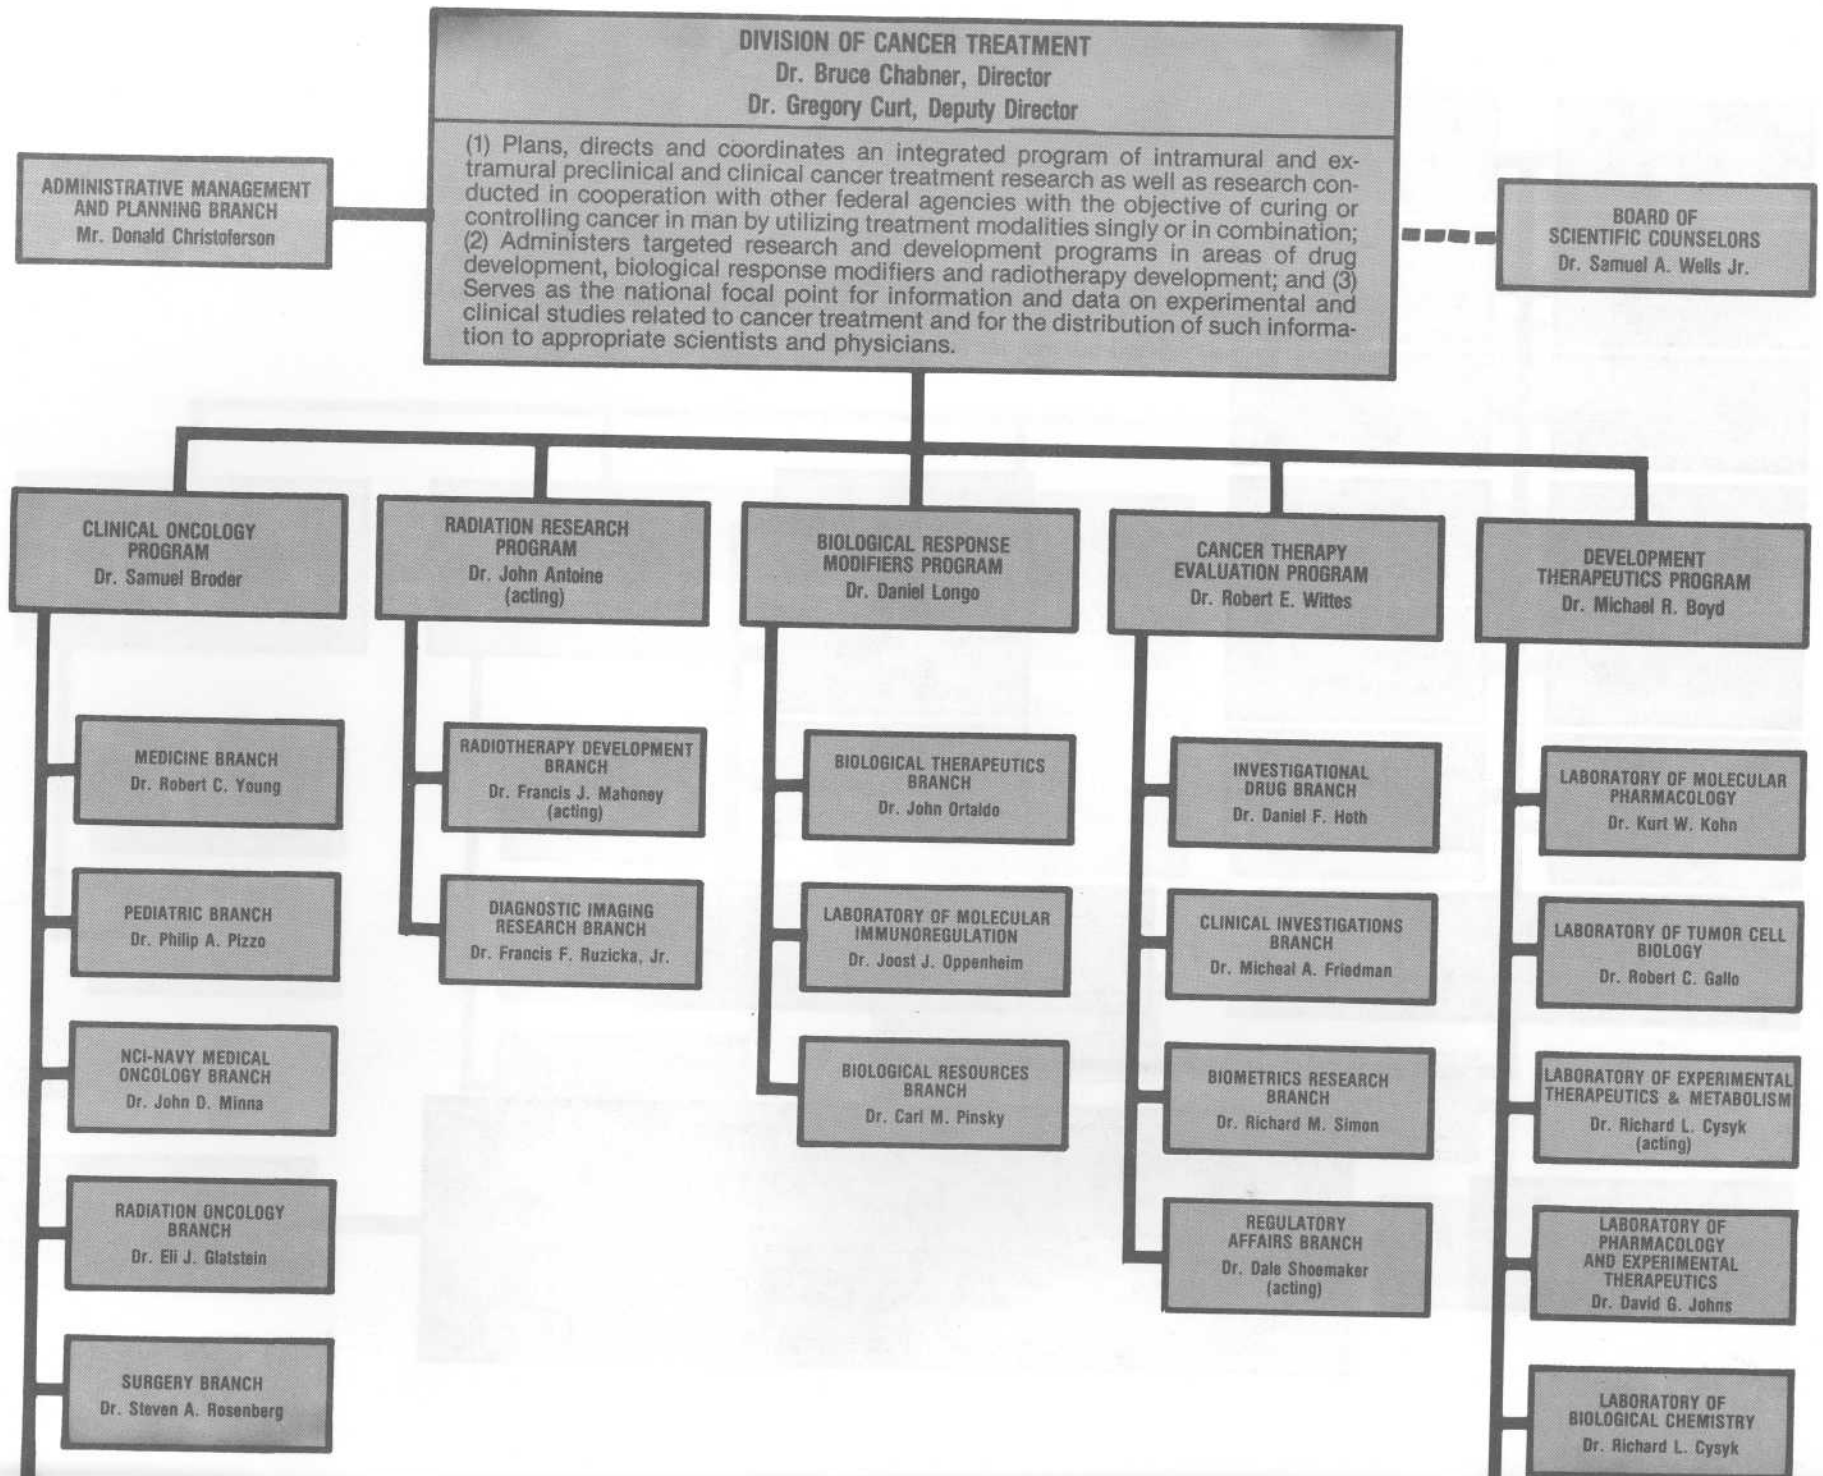 DIVISION OF CANCER TREATMENT
Dr. Bruce Chabner, Director
Dr. Gregory Curt, Deputy Director
(1) Plans, directs and coordinates an integrated program of intramural and ex-
tramural preclinical and clinical cancer treatment research as well as research con-
ducted in cooperation with other federal agencies with the objective of curing or
controlling cancer in man by utilizing treatment modalities singly or in combination;
(2) Administers targeted research and development programs in areas of drug
development, biological response modifiers and radiotherapy development; and (3)
Serves as the national focal point for information and data on experimental and
clinical studies related to cancer treatment and for the distribution of such informa-
tion to appropriate scientists and physicians.
ADMINISTRATIVE MANAGEMENT
AND PLANNING BRANCH
Mr. Donald Christoferson
BOARD OF
SCIENTIFIC COUNSELORS
Dr. Samuel A. Wells Jr.
CLINICAL ONCOLOGY
PROGRAM
Dr. Samuel Broder
MEDICINE BRANCH
Dr. Robert C. Young
PEDIATRIC BRANCH
Dr. Philip A. Pizzo
NCI-NAVY MEDICAL
ONCOLOGY BRANCH
Dr. John D. Minna
RADIATION ONCOLOGY
BRANCH
Dr. Eli J. Glatstein
SURGERY BRANCH
Dr. Steven A. Rosenberg
RADIATION RESEARCH
PROGRAM
Dr. John Antoine
(acting)
RADIOTHERAPY DEVELOPMENT
BRANCH
Dr. Francis J. Mahoney
(acting)
DIAGNOSTIC IMAGING
RESEARCH BRANCH
Dr. Francis F. Ruzicka, Jr.
BIOLOGICAL RESPONSE
MODIFIERS PROGRAM
Dr. Daniel Longo
BIOLOGICAL THERAPEUTICS
BRANCH
Dr. John Ortaldo
LABORATORY OF MOLECULAR
IMMUNOREGULATION
Dr. Joost J. Oppenheim
BIOLOGICAL RESOURCES
BRANCH
Dr. Carl M. Pinsky
CANCER THERAPY
EVALUATION PROGRAM
Dr. Robert E. Wittes
INVESTIGATIONAL
DRUG BRANCH
Dr. Daniel F. Hoth
CLINICAL INVESTIGATIONS
BRANCH
Dr. Micheal A. Friedman
BIOMETRICS RESEARCH
BRANCH
Dr. Richard M. Simon
REGULATORY
AFFAIRS BRANCH
Dr. Dale Shoemaker
(acting)
DEVELOPMENT
THERAPEUTICS PROGRAM
Dr. Michael R. Boyd
LABORATORY OF MOLECULAR
PHARMACOLOGY
Dr. Kurt W. Kohn
LABORATORY OF TUMOR CELL
BIOLOGY
Dr. Robert C. Gallo
LABORATORY OF EXPERIMENTAL
THERAPEUTICS & METABOLISM
Dr. Richard L. Cysyk
(acting)
LABORATORY OF
PHARMACOLOGY
AND EXPERIMENTAL
THERAPEUTICS
Dr. David G. Johns
LABORATORY OF
BIOLOGICAL CHEMISTRY
Dr. Richard L. Cysyk